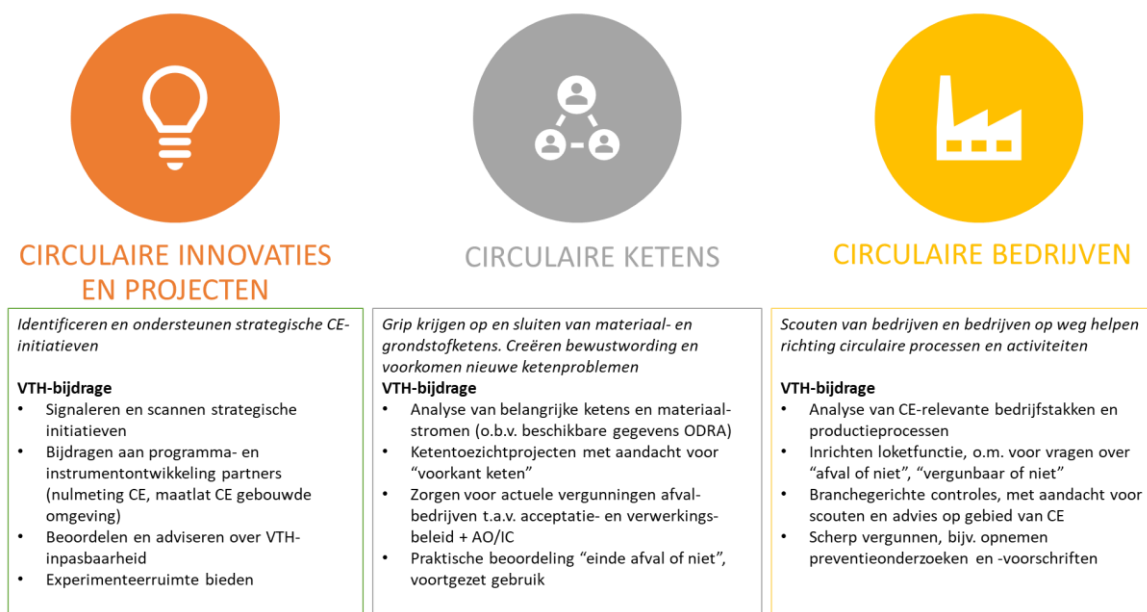 CIRCULAIRE INNOVATIES
EN PROJECTEN
Identificeren en ondersteunen strategische CE-
initiatieven
VTH-bijdrage
• Signaleren en scannen strategische
initiatieven
• Bijdragen aan programma- en
instrumentontwikkeling partners
(nulmeting CE, maatlat CE gebouwde
omgeving)
• Beoordelen en adviseren over VTH-
inpasbaarheid
• Experimenteerruimte bieden
CIRCULAIRE KETENS
Grip krijgen op en sluiten van materiaal- en
grondstofketens. Creëren bewustwording en
voorkomen nieuwe ketenproblemen
VTH-bijdrage
• Analyse van belangrijke ketens en materiaal-
stromen (o.b.v. beschikbare gegevens ODRA)
• Ketentoezichtprojecten met aandacht voor
“voorkant keten”
• Zorgen voor actuele vergunningen afval-
bedrijven t.a.v. acceptatie- en verwerkings-
beleid + AO/IC
• Praktische beoordeling “einde afval of niet”,
voortgezet gebruik
CIRCULAIRE BEDRIJVEN
Scouten van bedrijven en bedrijven op weg helpen
richting circulaire processen en activiteiten
VTH-bijdrage
• Analyse van CE-relevante bedrijfstakken en
productieprocessen
• Inrichten loketfunctie, o.m. voor vragen over
“afval of niet”, “vergunbaar of niet”
• Branchegerichte controles, met aandacht voor
scouten en advies op gebied van CE
• Scherp vergunnen, bijv. opnemen
preventieonderzoeken en -voorschriften